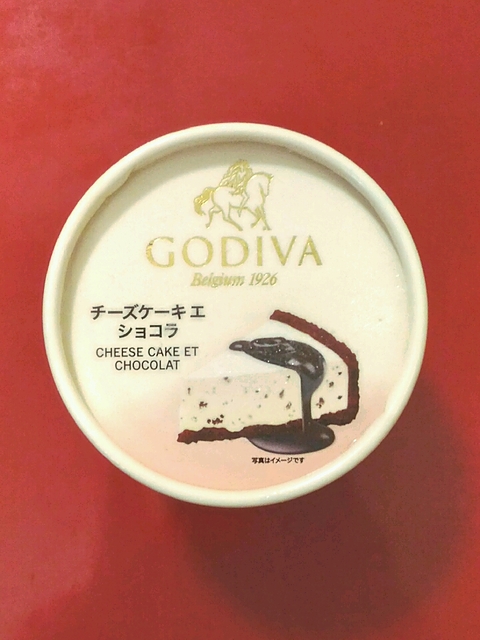 GODIVA
Belgium 1926
チーズケーキ エ
ショコラ
CHEESE CAKE ET
CHOCOLAT
写真はイメージです